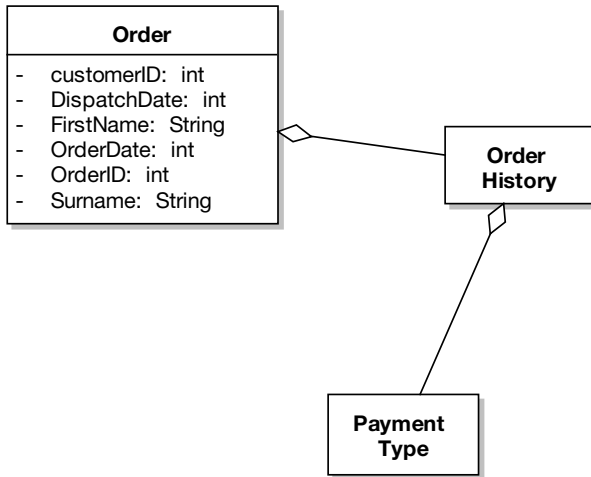 Order
- customerID: int
- DispatchDate: int
- FirstName: String
- OrderDate: int
- OrderID: int
- Surname: String
Order
History
Payment
Type